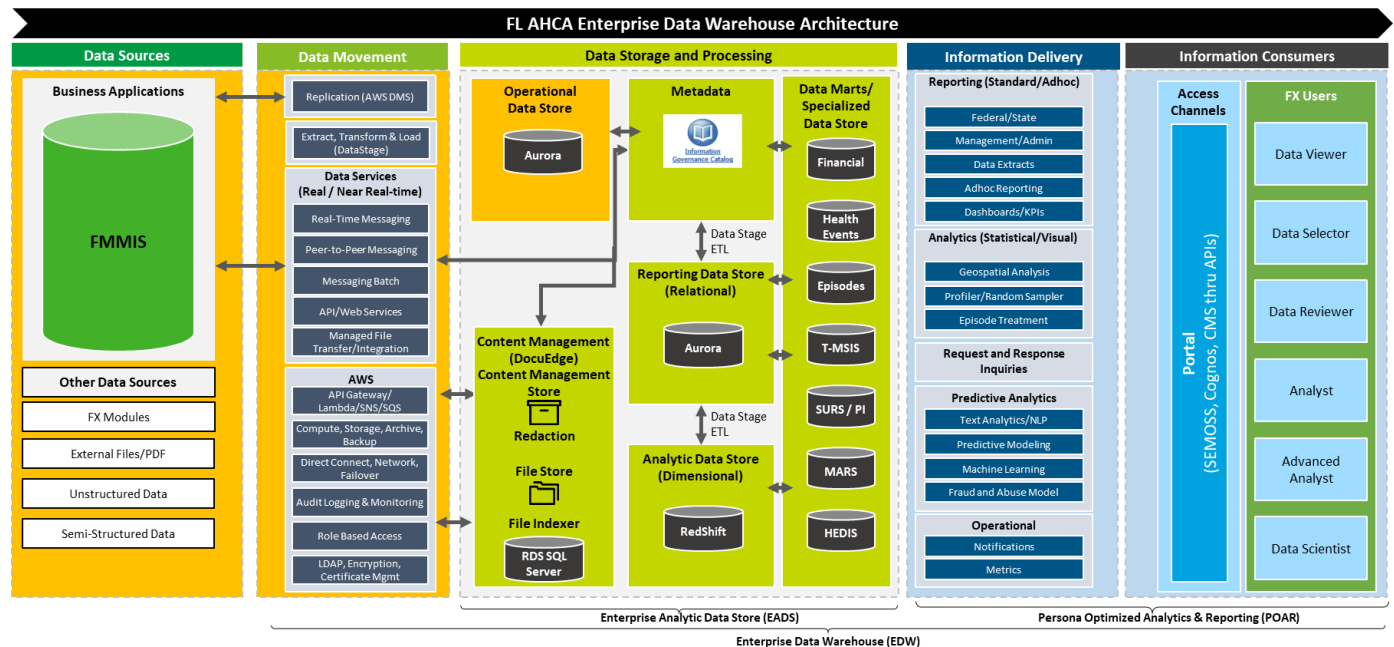 FL AHCA Enterprise Data Warehouse Architecture
Data Sources
Business Applications
FMMIS
Other Data Sources
FX Modules
External Files/PDF
Unstructured Data
Semi-Structured Data
Data Movement
Replication (AWS DMS)
Extract, Transform & Load
(DataStage)
Data Services
(Real / Near Real-time)
Real-Time Messaging
Peer-to-Peer Messaging
Messaging Batch
API/Web Services
Managed File
Transfer/Integration
AWS
API Gateway/
Lambda/SNS/SQS
Compute, Storage, Archive,
Backup
Direct Connect, Network,
Failover
Audit Logging & Monitoring
Role Based Access
LDAP, Encryption,
Certificate Mgmt
Data Storage and Processing
Operational
Data Store
Aurora
Metadata
Information
Governance Catalog
Data Stage
ETL
Reporting Data Store
(Relational)
Aurora
Data Stage
ETL
Analytic Data Store
(Dimensional)
RedShift
Content Management
(DocuEdge)
Content Management
Store
Redaction
File Store
File Indexer
RDS SQL
Server
Data Marts/
Specialized
Data Store
Financial
Health
Events
Episodes
T-MSIS
SURS / PI
MARS
HEDIS
Information Delivery
Reporting (Standard/Adhoc)
Federal/State
Management/Admin
Data Extracts
Adhoc Reporting
Dashboards/KPIs
Analytics (Statistical/Visual)
Geospatial Analysis
Profiler/Random Sampler
Episode Treatment
Request and Response
Inquiries
Predictive Analytics
Text Analytics/NLP
Predictive Modeling
Machine Learning
Fraud and Abuse Model
Operational
Notifications
Metrics
Information Consumers
Access
Channels
Portal
(SEMOSS, Cognos, CMS thru APIs)
FX Users
Data Viewer
Data Selector
Data Reviewer
Analyst
Advanced
Analyst
Data Scientist
Enterprise Analytic Data Store (EADS)
Persona Optimized Analytics & Reporting (POAR)
Enterprise Data Warehouse (EDW)